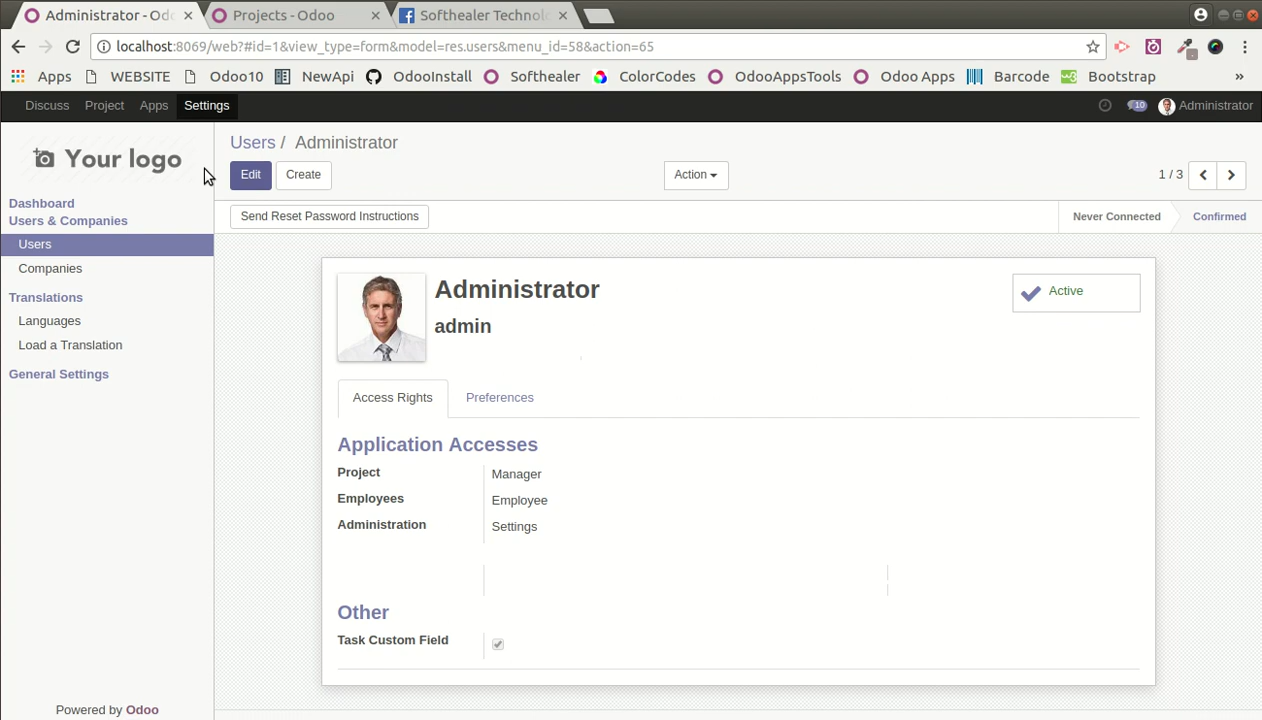 Administrator - Odo
Projects - Odoo
Softhealer Technolo
localhost:8069/web?#id=1&view_type=form&model=res.users&menu_id=58&action=65
Apps WEBSITE Odoo10 NewApi OdooInstall Softhealer ColorCodes OdooAppsTools Odoo Apps Barcode Bootstrap »
Discuss Project Apps Settings 10 Administrator
Your logo
Users / Administrator
Edit Create Action 1 / 3
Dashboard
Users & Companies
Users
Companies
Translations
Languages
Load a Translation
General Settings
Powered by Odoo
Send Reset Password Instructions Never Connected Confirmed
Administrator
admin
Active
Access Rights Preferences
Application Accesses
Project Manager
Employees Employee
Administration Settings
Other
Task Custom Field